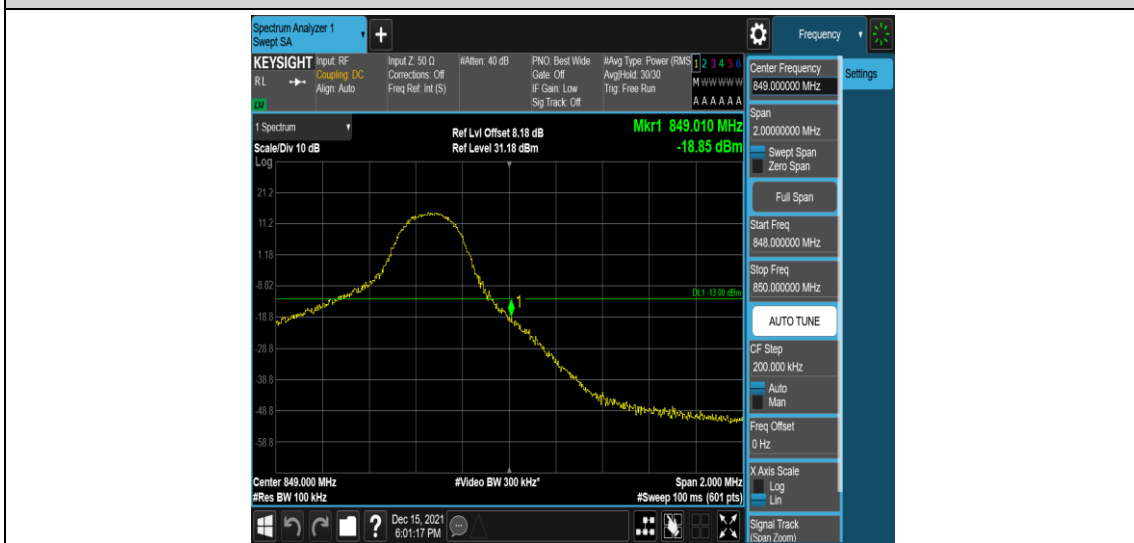 Spectrum Analyzer 1
Swept SA
+
Frequency
KEYSIGHT
RL
LXI
Input: RF
Coupling: DC
Align: Auto
Input Z: 50 Ω
Corrections: Off
Freq Ref: Int (S)
#Atten: 40 dB
PNO: Best Wide
Gate: Off
IF Gain: Low
Sig Track: Off
#Avg Type: Power (RMS
Avg|Hold: 30/30
Trig: Free Run
1 2 3 4 5 6
M W W W W W
A A A A A A
1 Spectrum
Scale/Div 10 dB
Log
Ref Lvl Offset 8.18 dB
Ref Level 31.18 dBm
Mkr1 849.010 MHz
-18.85 dBm
21.2
11.2
1.18
-8.82
-18.8
-28.8
-38.8
-48.8
-58.8
DL1 -13.00 dBm
1
Center 849.000 MHz
#Res BW 100 kHz
#Video BW 300 kHz*
Span 2.000 MHz
#Sweep 100 ms (601 pts)
Center Frequency
849.000000 MHz
Settings
Span
2.00000000 MHz
Swept Span
Zero Span
Full Span
Start Freq
848.000000 MHz
Stop Freq
850.000000 MHz
AUTO TUNE
CF Step
200.000 kHz
Auto
Man
Freq Offset
0 Hz
X Axis Scale
Log
Lin
Signal Track
(Span Zoom)
?
Dec 15, 2021
6:01:17 PM